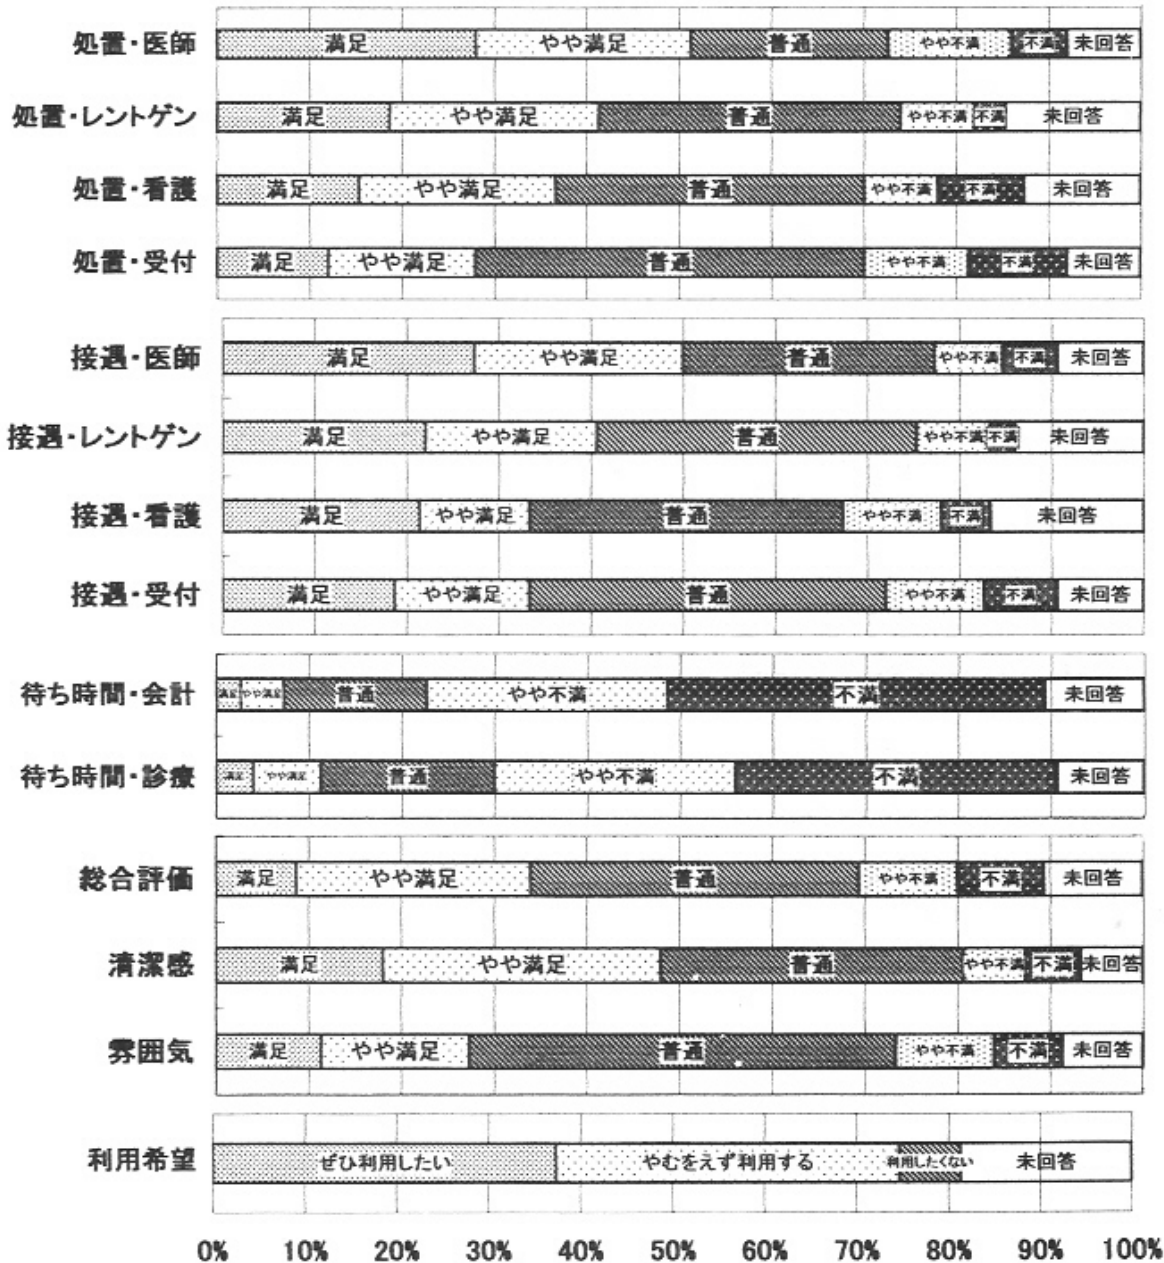 処置・医師 満足 やや満足 普通 やや不満 不満 未回答
処置・レントゲン 満足 やや満足 普通 やや不満 不満 未回答
処置・看護 満足 やや満足 普通 やや不満 不満 未回答
処置・受付 満足 やや満足 普通 やや不満 不満 未回答
接遇・医師 満足 やや満足 普通 やや不満 不満 未回答
接遇・レントゲン 満足 やや満足 普通 やや不満 不満 未回答
接遇・看護 満足 やや満足 普通 やや不満 不満 未回答
接遇・受付 満足 やや満足 普通 やや不満 不満 未回答
待ち時間・会計 満足 やや満足 普通 やや不満 不満 未回答
待ち時間・診療 満足 やや満足 普通 やや不満 不満 未回答
総合評価 満足 やや満足 普通 やや不満 不満 未回答
清潔感 満足 やや満足 普通 やや不満 不満 未回答
雰囲気 満足 やや満足 普通 やや不満 不満 未回答
利用希望 ぜひ利用したい やむをえず利用する 利用したくない 未回答
0% 10% 20% 30% 40% 50% 60% 70% 80% 90% 100%